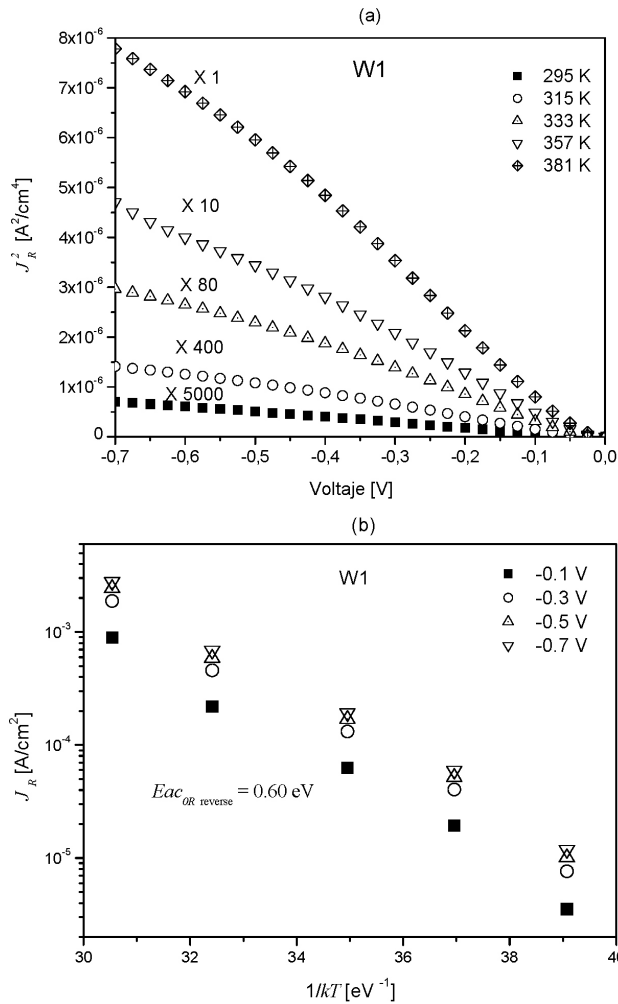 (a)
W1
X 1
X 10
X 80
X 400
X 5000
295 K
315 K
333 K
357 K
381 K
8x10⁻⁶
7x10⁻⁶
6x10⁻⁶
5x10⁻⁶
4x10⁻⁶
3x10⁻⁶
2x10⁻⁶
1x10⁻⁶
0
J²R [A²/cm⁴]
-0,7 -0,6 -0,5 -0,4 -0,3 -0,2 -0,1 0,0
Voltaje [V]
(b)
W1
-0.1 V
-0.3 V
-0.5 V
-0.7 V
10⁻³
10⁻⁴
10⁻⁵
JR [A/cm²]
Eac0R reverse = 0.60 eV
30 32 34 36 38 40
1/kT [eV⁻¹]